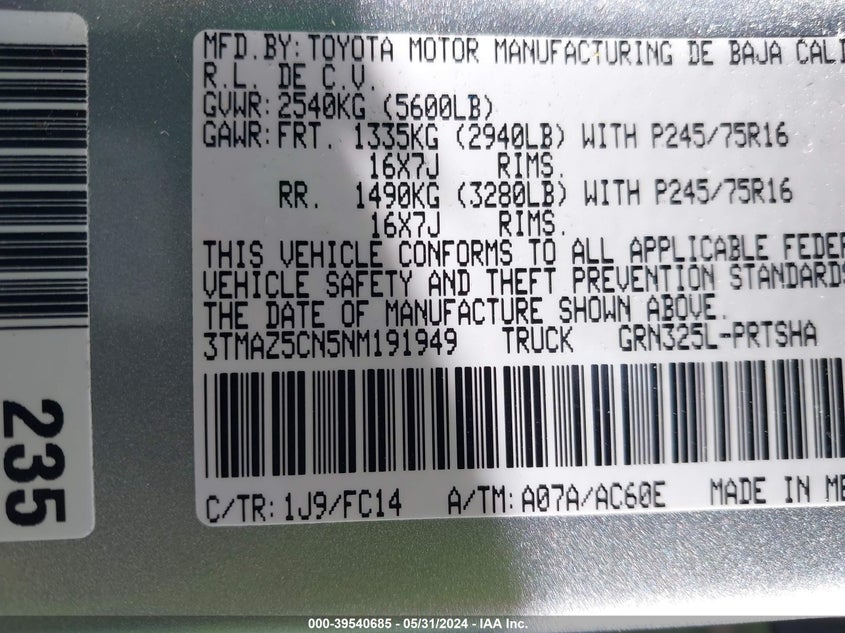 MFD.BY: TOYOTA MOTOR MANUFACTURING DE BAJA CALI
R.L. DE C.V.
GVWR: 2540KG (5600LB)
GAWR: FRT. 1335KG (2940LB) WITH P245/75R16
16X7J RIMS.
RR. 1490KG (3280LB) WITH P245/75R16
16X7J RIMS.
THIS VEHICLE CONFORMS TO ALL APPLICABLE FEDER
VEHICLE SAFETY AND THEFT PREVENTION STANDARDS
THE DATE OF MANUFACTURE SHOWN ABOVE.
3TMAZ5CN5NM191949 TRUCK GRN325L-PRTSHA
C/TR: 1J9/FC14 A/TM: A07A/AC60E MADE IN ME
235
000-39540685 - 05/31/2024 - IAA Inc.